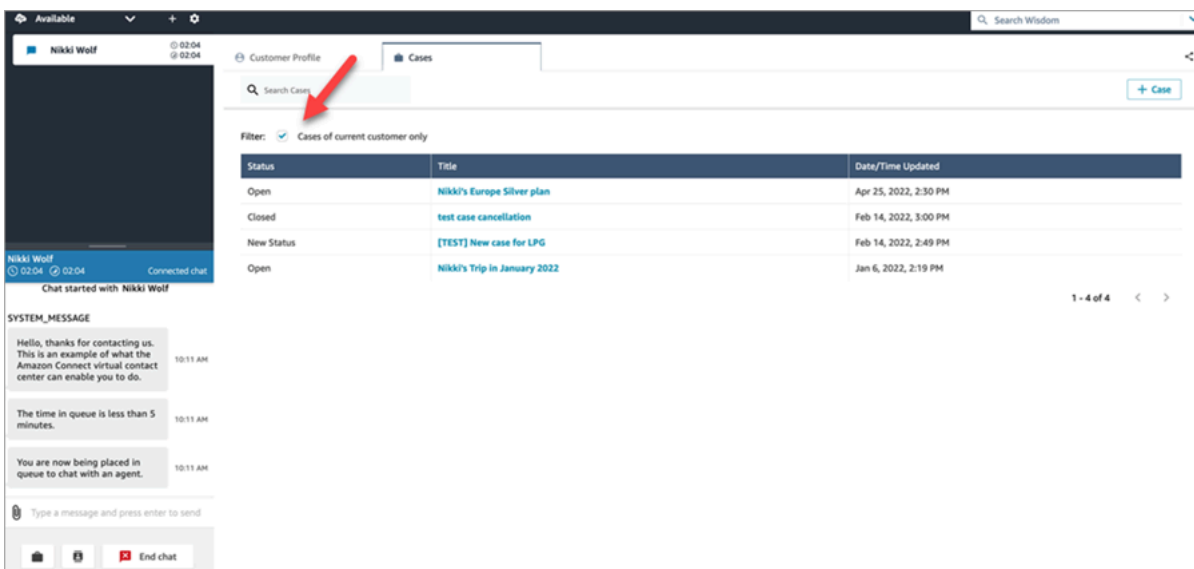 Available
Search Wisdom
Nikki Wolf
02:04
02:04
Customer Profile
Cases
Search Cases
+ Case
Filter: Cases of current customer only
Status Title Date/Time Updated
Open Nikki's Europe Silver plan Apr 25, 2022, 2:30 PM
Closed test case cancellation Feb 14, 2022, 3:00 PM
New Status [TEST] New case for LPG Feb 14, 2022, 2:49 PM
Open Nikki's Trip in January 2022 Jan 6, 2022, 2:19 PM
1 - 4 of 4
Nikki Wolf
02:04 02:04 Connected chat
Chat started with Nikki Wolf
SYSTEM_MESSAGE
Hello, thanks for contacting us.
This is an example of what the
Amazon Connect virtual contact
center can enable you to do.
10:11 AM
The time in queue is less than 5
minutes.
10:11 AM
You are now being placed in
queue to chat with an agent.
10:11 AM
Type a message and press enter to send
End chat